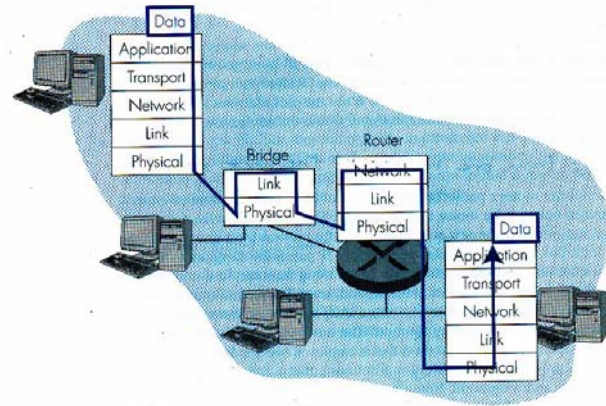 Data
Application
Transport
Network
Link
Physical
Bridge
Link
Physical
Router
Network
Link
Physical
Data
Application
Transport
Network
Link
Physical